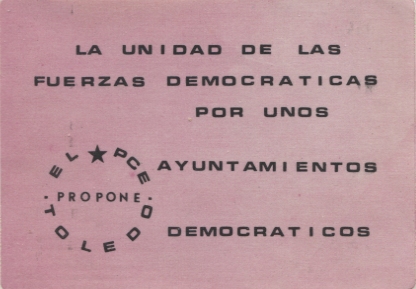 LA UNIDAD DE LAS
FUERZAS DEMOCRATICAS
POR UNOS
AYUNTAMIENTOS
DEMOCRATICOS
EL ★ PCE
- PROPONE -
TOLEDO